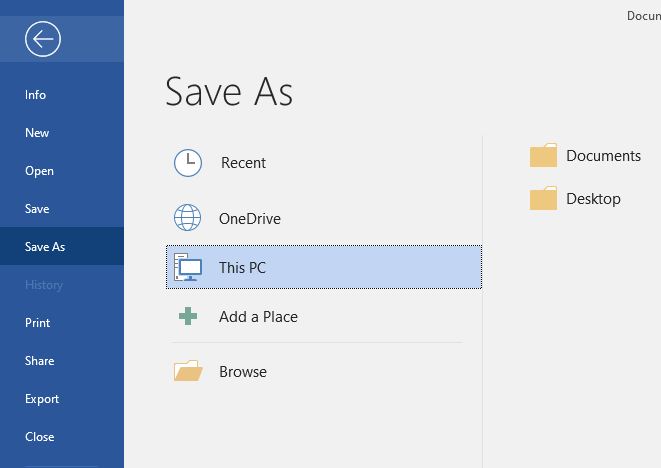 Docum
Info
New
Open
Save
Save As
History
Print
Share
Export
Close
Save As
Recent
OneDrive
This PC
Add a Place
Browse
Documents
Desktop